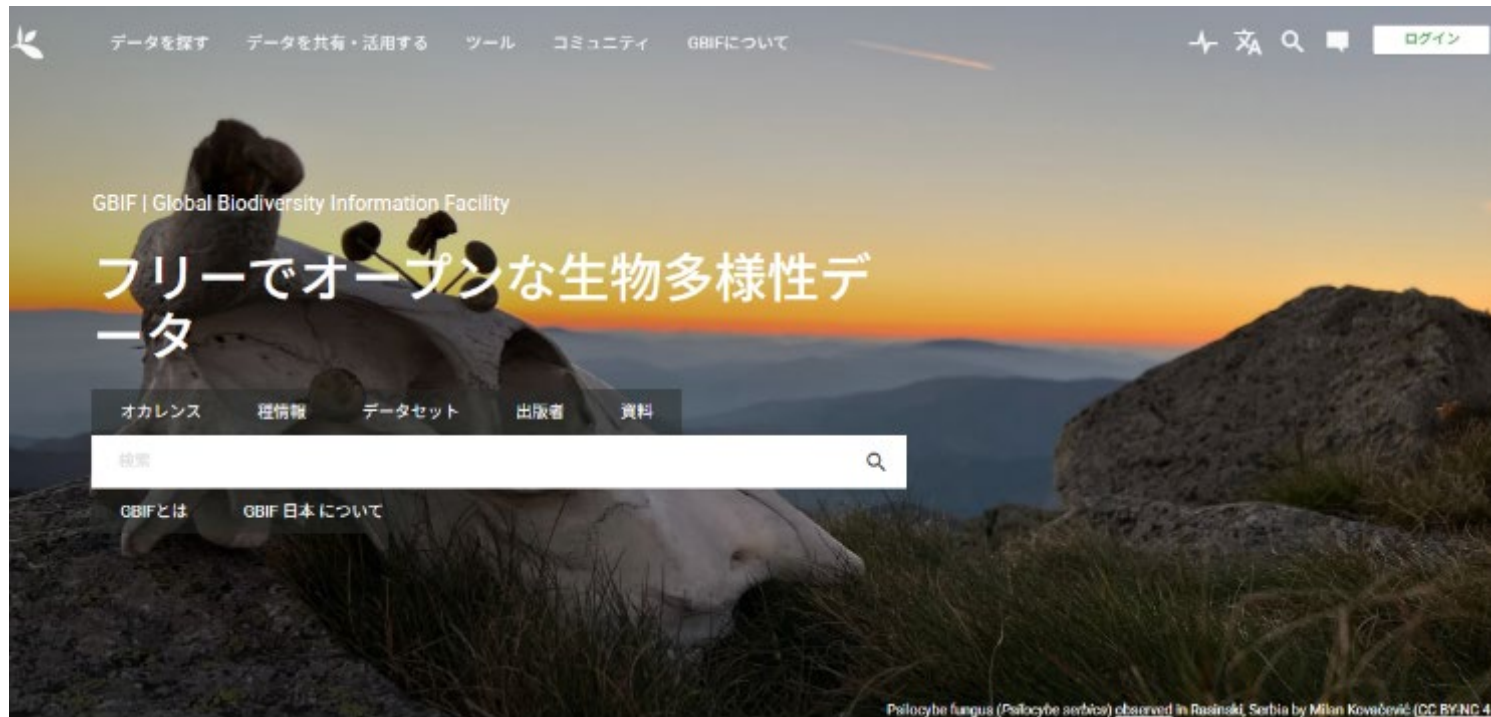 データを探す データを共有・活用する ツール コミュニティ GBIFについて ログイン
GBIF | Global Biodiversity Information Facility
フリーでオープンな生物多様性デ
ータ
オカレンス 種情報 データセット 出版者 資料
検索
GBIFとは GBIF 日本 について
Psilocybe fungus (Psilocybe serbica) observed in Rasinski, Serbia by Milan Kovačević (CC BY-NC 4